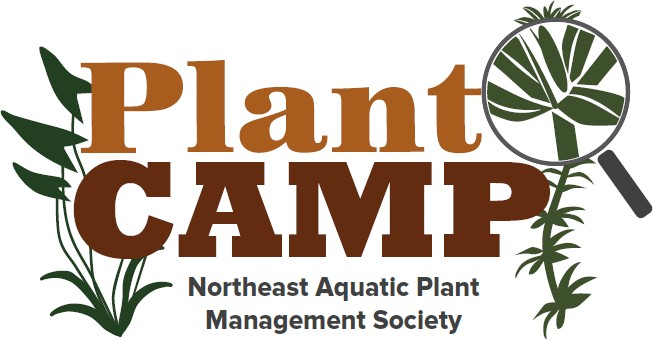 Plant
CAMP
Northeast Aquatic Plant
Management Society